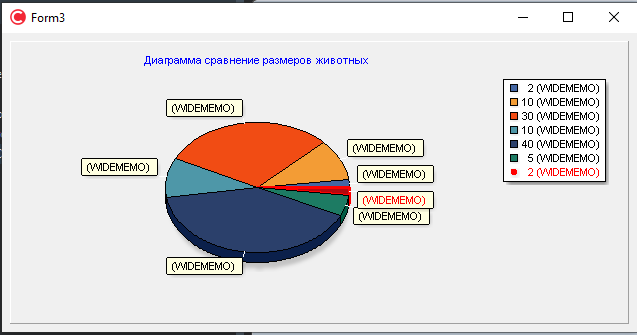 Form3
Диаграмма сравнение размеров животных
(WIDEMEMO)
(WIDEMEMO)
(WIDEMEMO)
(WIDEMEMO)
(WIDEMEMO)
(WIDEMEMO)
(WIDEMEMO)
2 (WIDEMEMO)
10 (WIDEMEMO)
30 (WIDEMEMO)
10 (WIDEMEMO)
40 (WIDEMEMO)
5 (WIDEMEMO)
2 (WIDEMEMO)